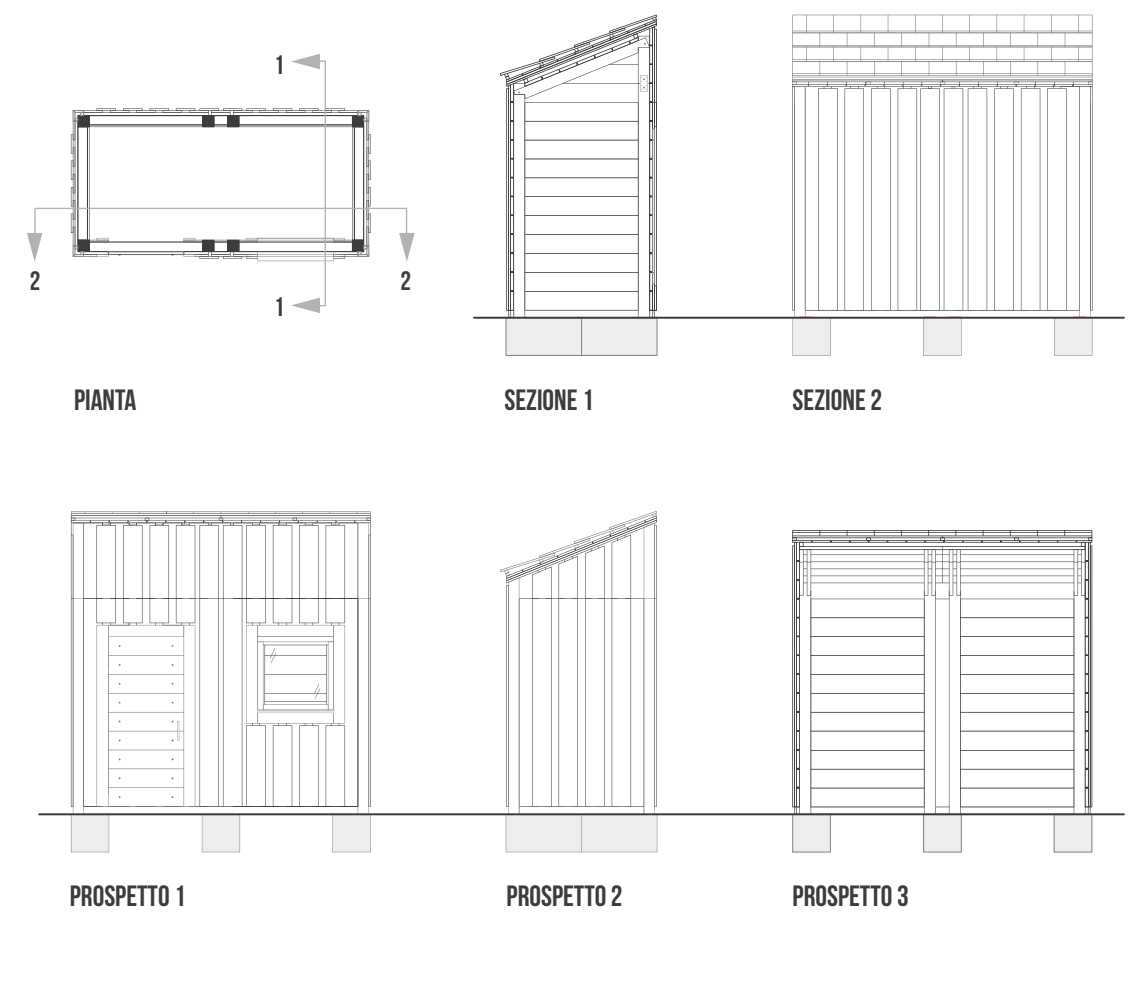 1
2
2
1
PIANTA
SEZIONE 1
SEZIONE 2
PROSPETTO 1
PROSPETTO 2
PROSPETTO 3